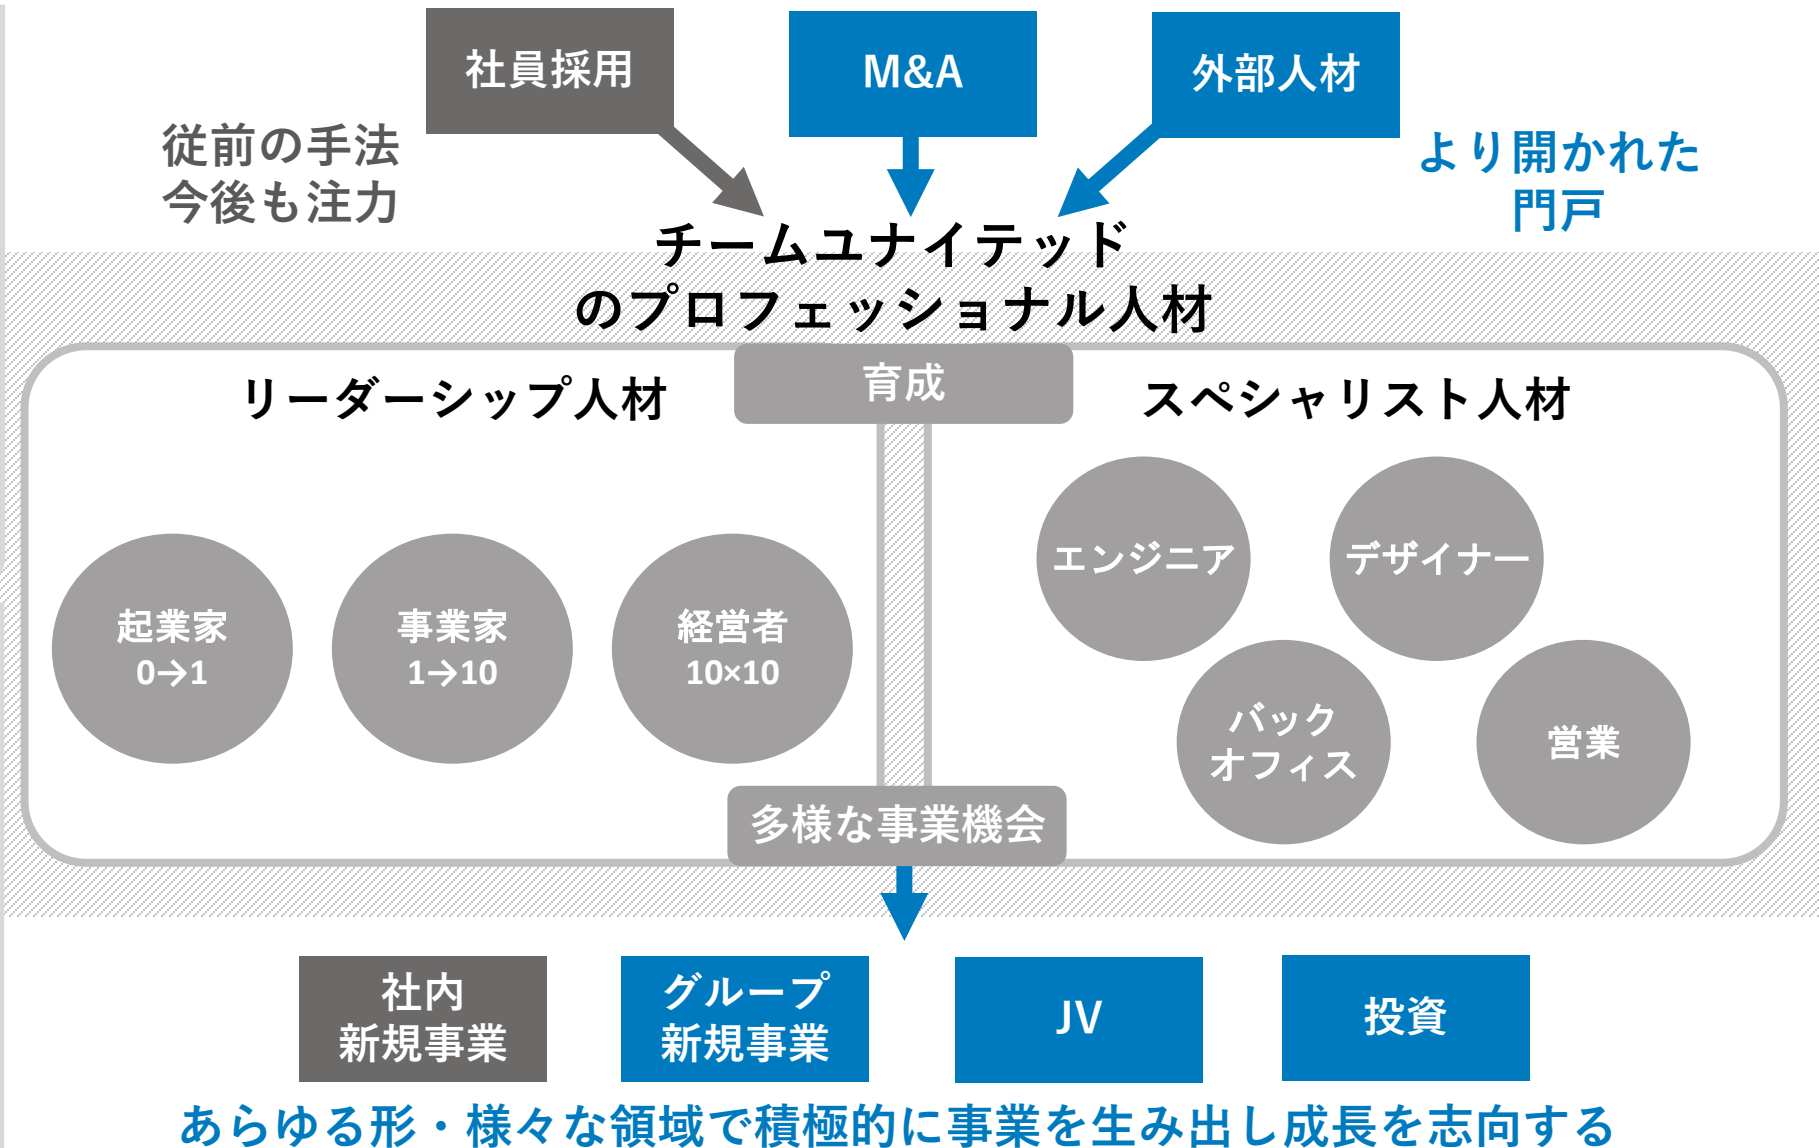 社員採用
M&A
外部人材
従前の手法
今後も注力
より開かれた
門戸
チームユナイテッド
のプロフェッショナル人材
育成
リーダーシップ人材
スペシャリスト人材
起業家
0→1
事業家
1→10
経営者
10×10
エンジニア
デザイナー
バック
オフィス
営業
多様な事業機会
社内
新規事業
グループ
新規事業
JV
投資
あらゆる形・様々な領域で積極的に事業を生み出し成長を志向する